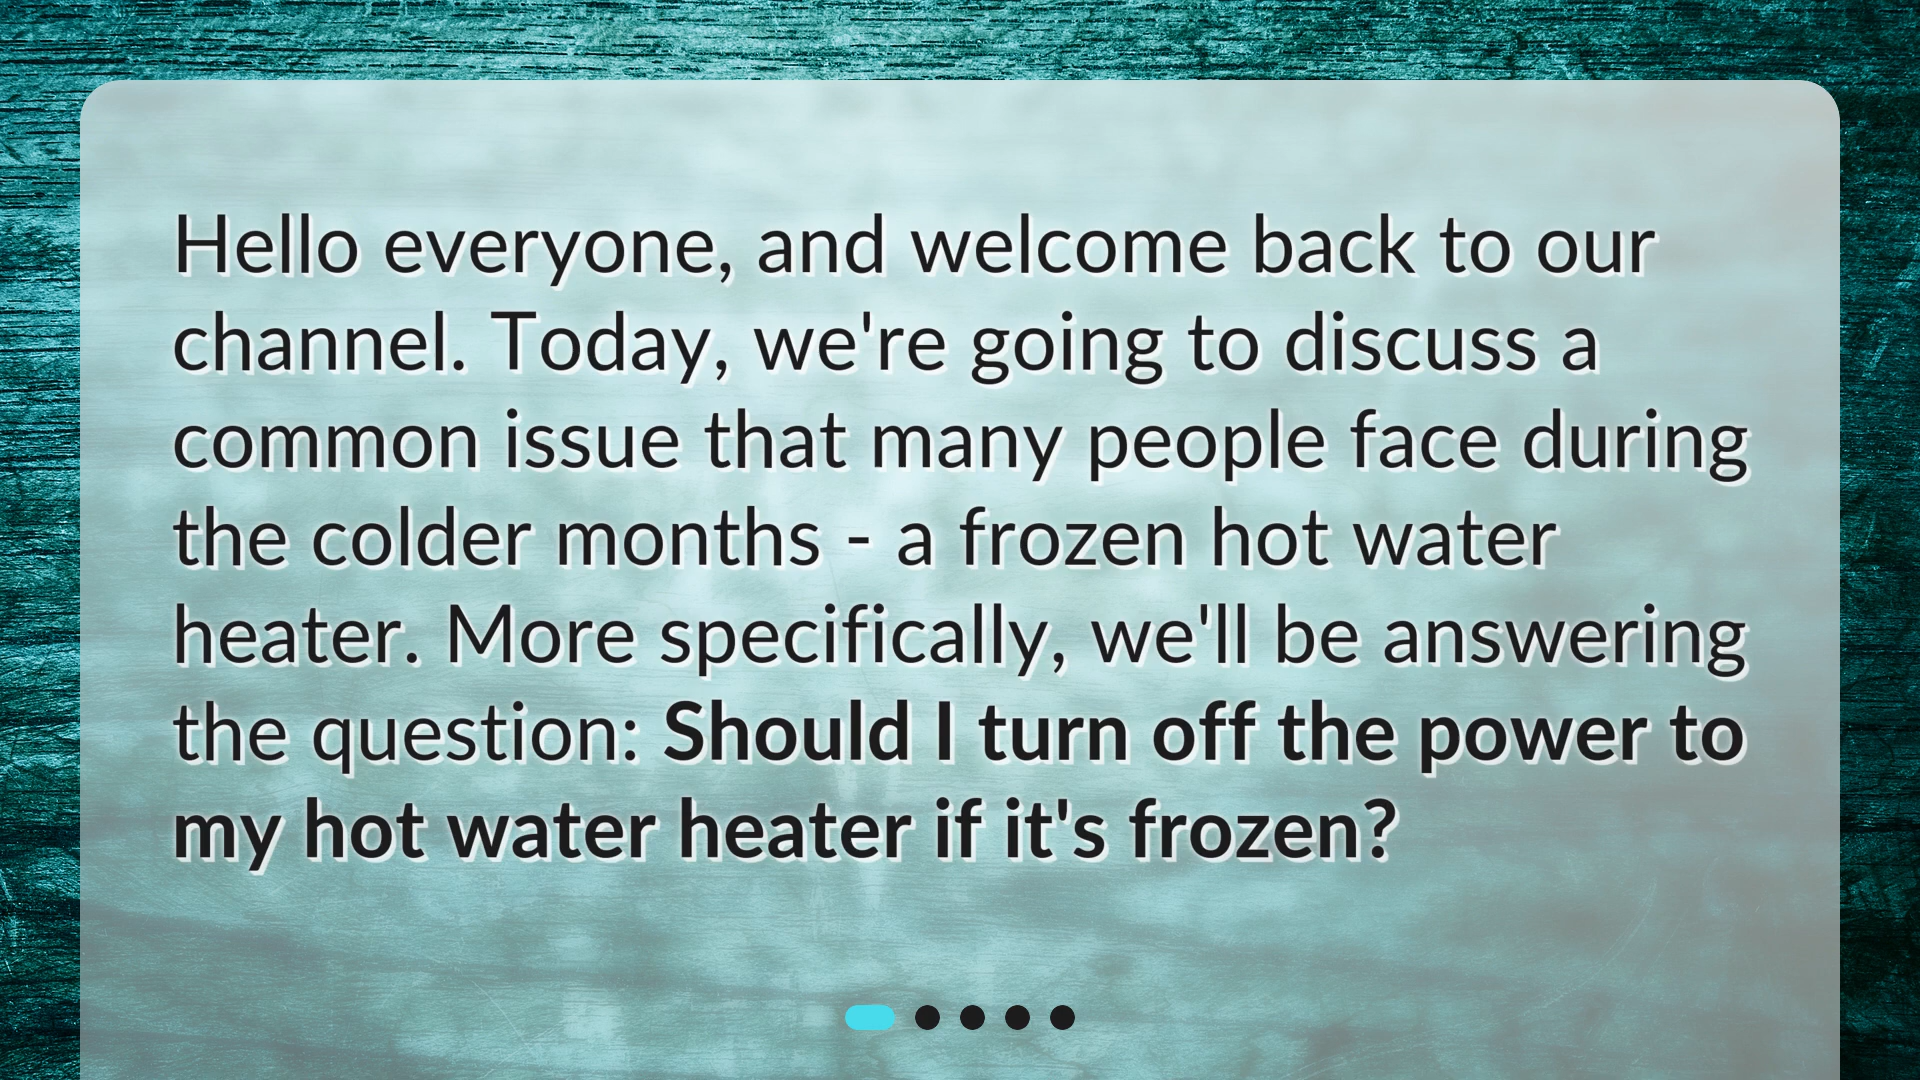 Hello everyone, and welcome back to our
channel. Today, we're going to discuss a
common issue that many people face during
the colder months - a frozen hot water
heater. More specifically, we'll be answering
the question: Should I turn off the power to
my hot water heater if it's frozen?